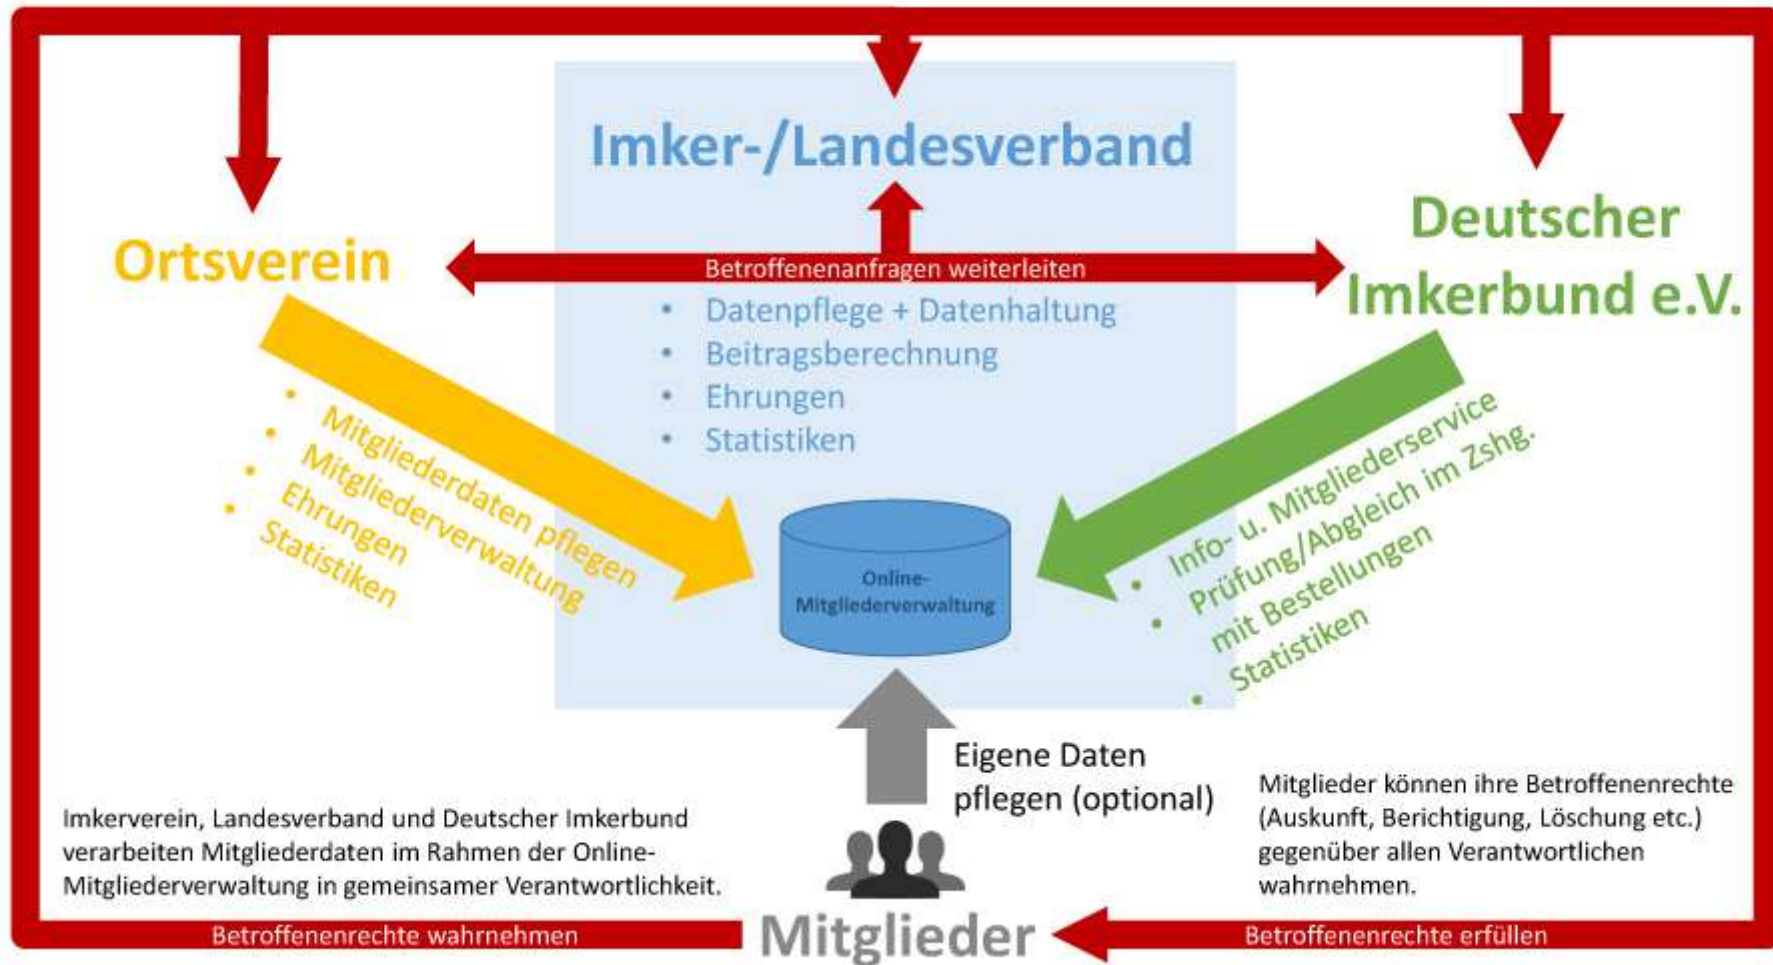 Imker-/Landesverband
Ortsverein
Deutscher
Imkerbund e.V.
Betroffenenanfragen weiterleiten
• Datenpflege + Datenhaltung
• Beitragsberechnung
• Ehrungen
• Statistiken
• Mitgliederdaten pflegen
• Mitgliederverwaltung
• Ehrungen
• Statistiken
• Info- u. Mitgliederservice
• Prüfung/Abgleich im Zshg.
mit Bestellungen
• Statistiken
Online-
Mitgliederverwaltung
Eigene Daten
pflegen (optional)
Imkerverein, Landesverband und Deutscher Imkerbund
verarbeiten Mitgliederdaten im Rahmen der Online-
Mitgliederverwaltung in gemeinsamer Verantwortlichkeit.
Mitglieder können ihre Betroffenenrechte
(Auskunft, Berichtigung, Löschung etc.)
gegenüber allen Verantwortlichen
wahrnehmen.
Betroffenenrechte wahrnehmen
Mitglieder
Betroffenenrechte erfüllen